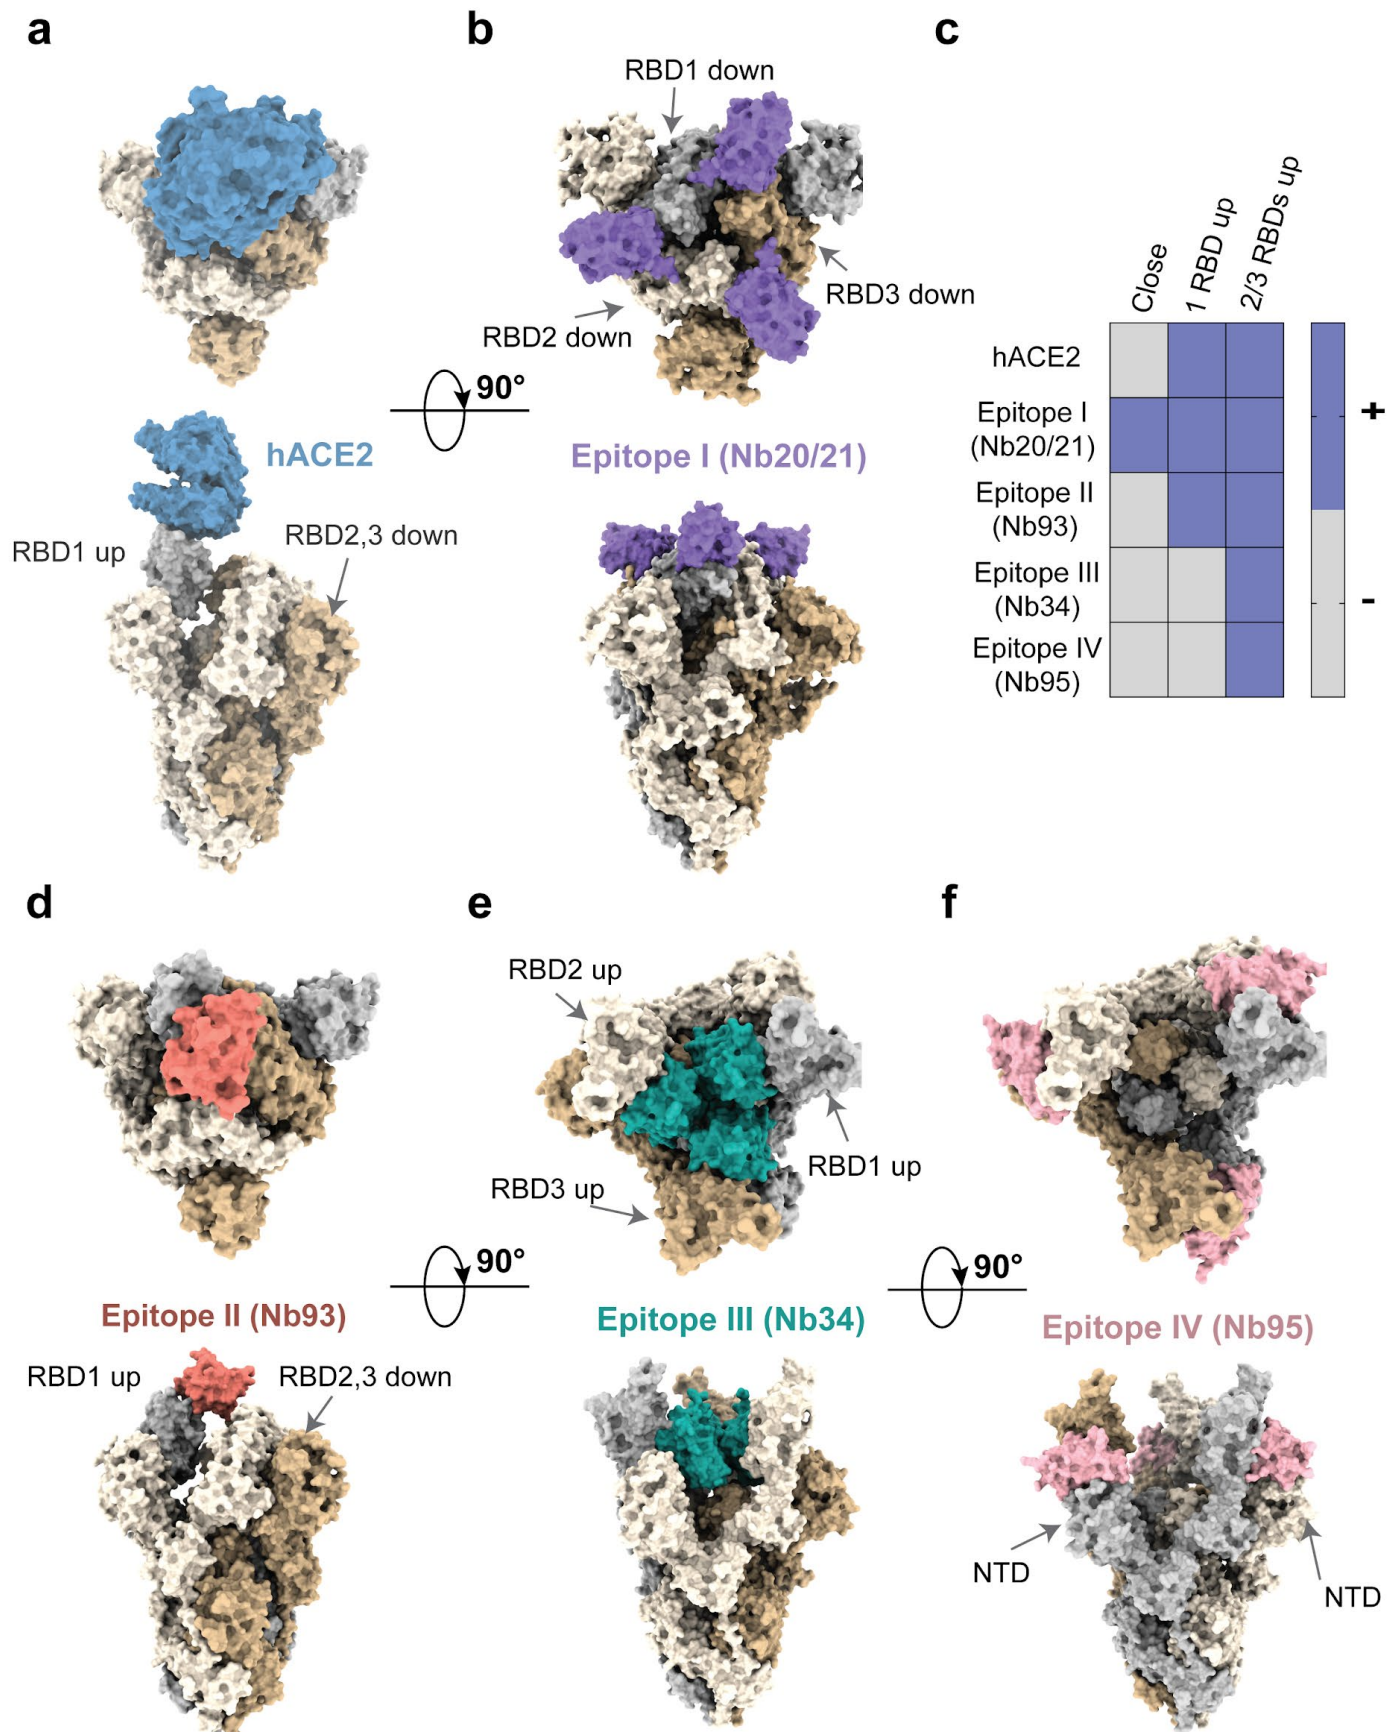 a
b
c
RBD1 down
RBD3 down
RBD2 down
90°
hACE2
Epitope I (Nb20/21)
RBD1 up
RBD2,3 down
Close
1 RBD up
2/3 RBDs up
hACE2
Epitope I
(Nb20/21)
Epitope II
(Nb93)
Epitope III
(Nb34)
Epitope IV
(Nb95)
+
-
d
e
f
RBD2 up
RBD1 up
RBD3 up
90°
90°
Epitope II (Nb93)
Epitope III (Nb34)
Epitope IV (Nb95)
RBD1 up
RBD2,3 down
NTD
NTD